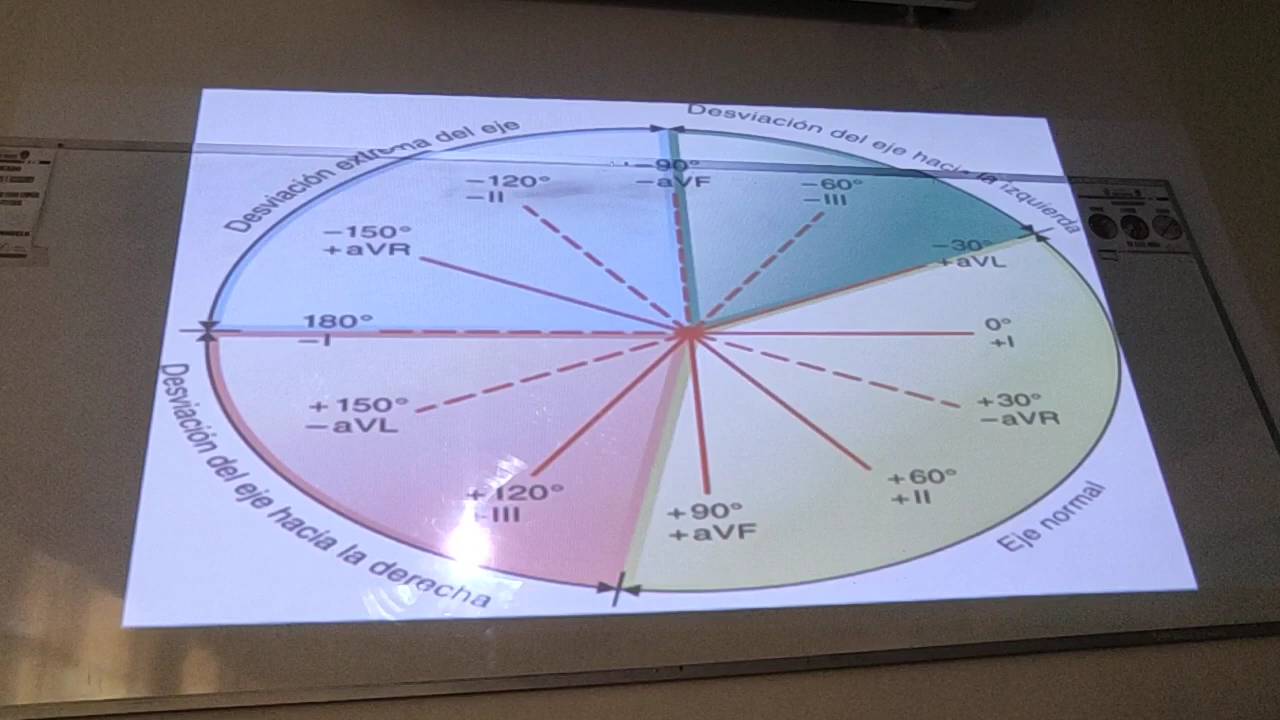 Desviación extrema del eje
Desviación del eje hacia la izquierda
−90°
−aVF
−120°
−II
−60°
−III
−150°
+aVR
−30°
+aVL
180°
−I
0°
+I
+150°
−aVL
+30°
−aVR
+120°
+III
+60°
+II
+90°
+aVF
Desviación del eje hacia la derecha
Eje normal